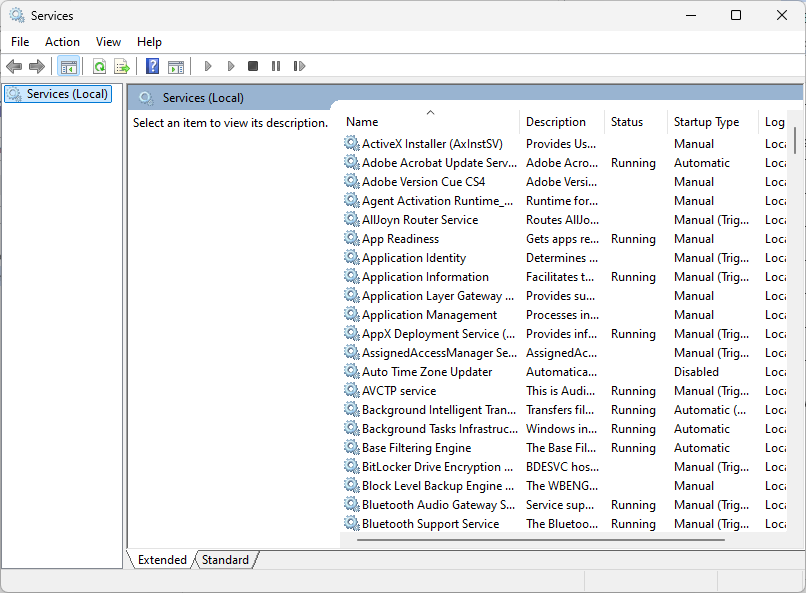 Services
File Action View Help
Services (Local)
Services (Local)
Select an item to view its description.
Name Description Status Startup Type Log
ActiveX Installer (AxInstSV) Provides Us... Manual Loca
Adobe Acrobat Update Serv... Adobe Acro... Running Automatic Loca
Adobe Version Cue CS4 Adobe Versi... Manual Loca
Agent Activation Runtime_... Runtime for... Manual Loca
AllJoyn Router Service Routes AllJo... Manual (Trig... Loca
App Readiness Gets apps re... Running Manual Loca
Application Identity Determines ... Manual (Trig... Loca
Application Information Facilitates t... Running Manual (Trig... Loca
Application Layer Gateway ... Provides su... Manual Loca
Application Management Processes in... Manual Loca
AppX Deployment Service (... Provides inf... Running Manual (Trig... Loca
AssignedAccessManager Se... AssignedAc... Manual (Trig... Loca
Auto Time Zone Updater Automatica... Disabled Loca
AVCTP service This is Audi... Running Manual (Trig... Loca
Background Intelligent Tran... Transfers fil... Running Automatic (... Loca
Background Tasks Infrastruc... Windows in... Running Automatic Loca
Base Filtering Engine The Base Fil... Running Automatic Loca
BitLocker Drive Encryption ... BDESVC hos... Manual (Trig... Loca
Block Level Backup Engine ... The WBENG... Manual Loca
Bluetooth Audio Gateway S... Service sup... Running Manual (Trig... Loca
Bluetooth Support Service The Bluetoo... Running Manual (Trig... Loca
Extended Standard